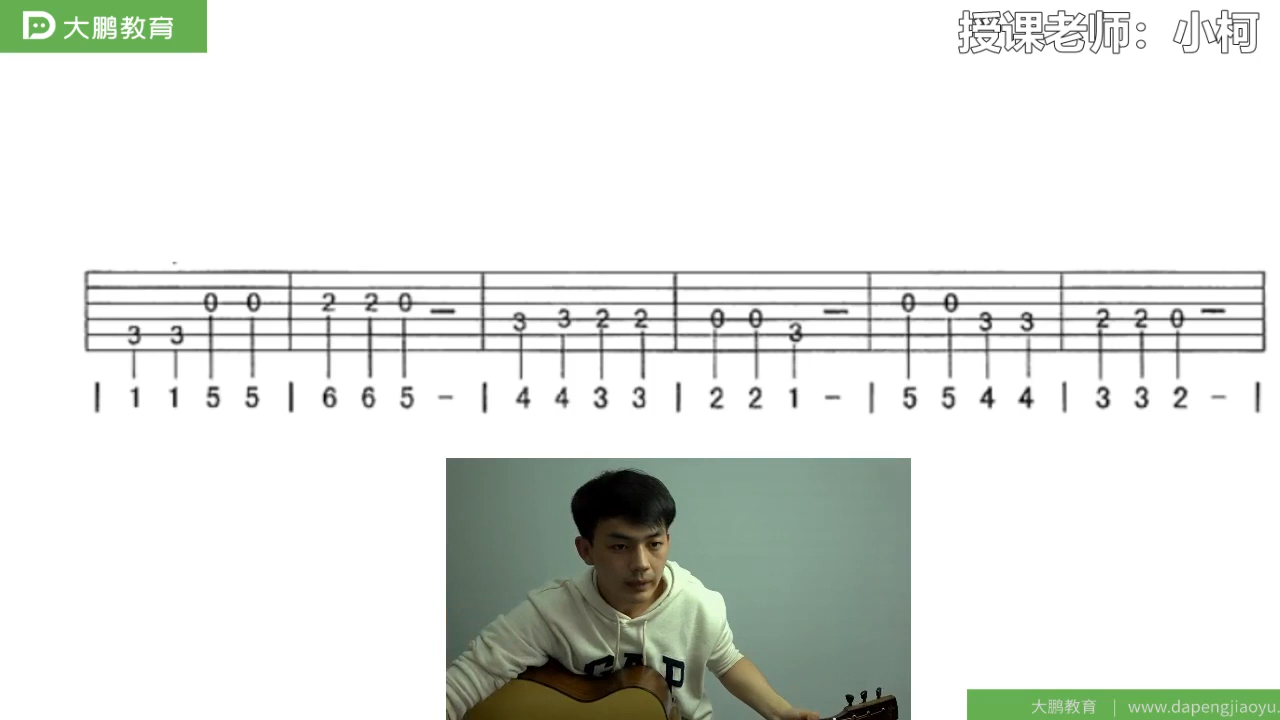 大鹏教育
授课老师：小柯
0 0 2 2 0 0 0
3 3 2 2 2 2 0
3 3 0 0 3 3 3
| 1 1 5 5 | 6 6 5 - | 4 4 3 3 | 2 2 1 - | 5 5 4 4 | 3 3 2 - |
GAP
大鹏教育 | www.dapengjiaoyu.